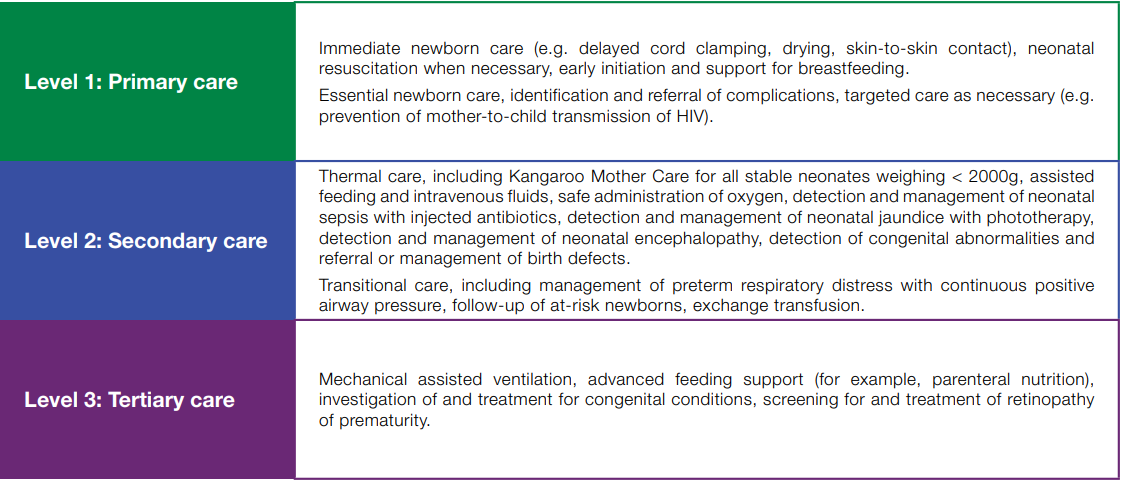 Level 1: Primary care
Immediate newborn care (e.g. delayed cord clamping, drying, skin-to-skin contact), neonatal
resuscitation when necessary, early initiation and support for breastfeeding.
Essential newborn care, identification and referral of complications, targeted care as necessary (e.g.
prevention of mother-to-child transmission of HIV).
Level 2: Secondary care
Thermal care, including Kangaroo Mother Care for all stable neonates weighing < 2000g, assisted
feeding and intravenous fluids, safe administration of oxygen, detection and management of neonatal
sepsis with injected antibiotics, detection and management of neonatal jaundice with phototherapy,
detection and management of neonatal encephalopathy, detection of congenital abnormalities and
referral or management of birth defects.
Transitional care, including management of preterm respiratory distress with continuous positive
airway pressure, follow-up of at-risk newborns, exchange transfusion.
Level 3: Tertiary care
Mechanical assisted ventilation, advanced feeding support (for example, parenteral nutrition),
investigation of and treatment for congenital conditions, screening for and treatment of retinopathy
of prematurity.